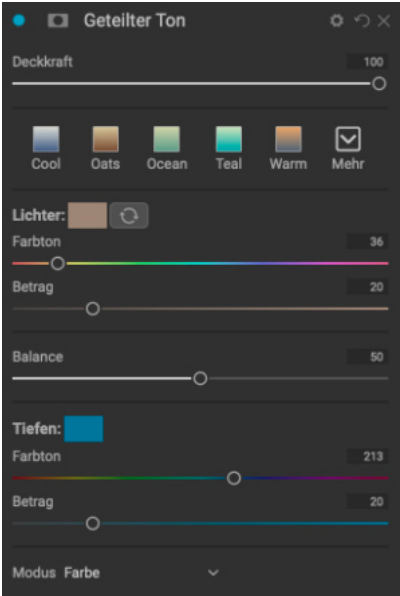 Geteilter Ton
Deckkraft 100
Cool Oats Ocean Teal Warm Mehr
Lichter:
Farbton 36
Betrag 20
Balance 50
Tiefen:
Farbton 213
Betrag 20
Modus Farbe